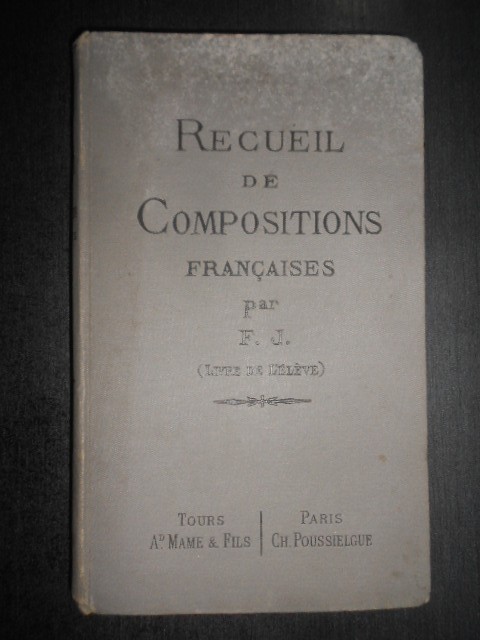 RECUEIL
DE
COMPOSITIONS
FRANÇAISES
par
F. J.
(LIVRE DE L'ÉLÈVE)
TOURS
AD MAME & FILS
PARIS
CH. POUSSIELGUE